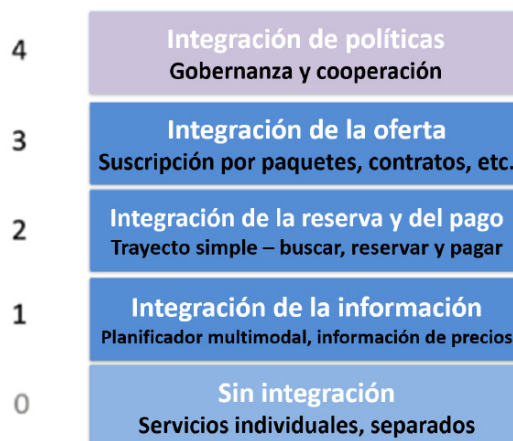 4
Integración de políticas
Gobernanza y cooperación
3
Integración de la oferta
Suscripción por paquetes, contratos, etc.
2
Integración de la reserva y del pago
Trayecto simple – buscar, reservar y pagar
1
Integración de la información
Planificador multimodal, información de precios
0
Sin integración
Servicios individuales, separados